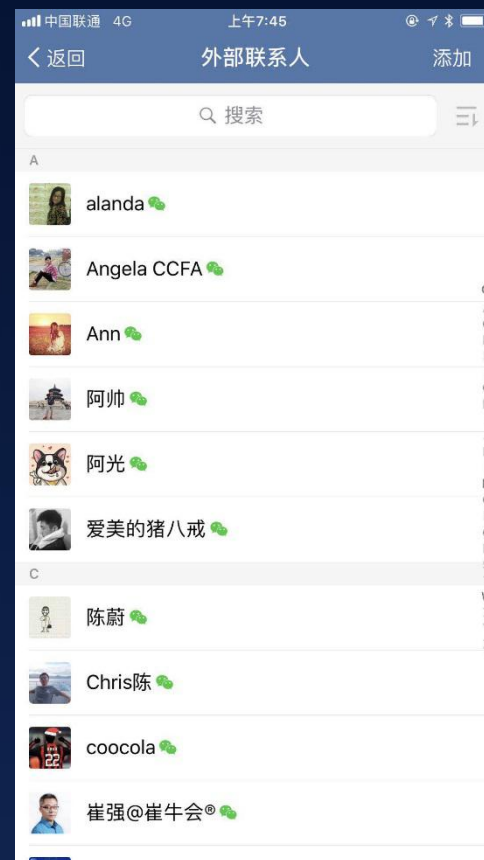 中国联通 4G 上午7:45
返回 外部联系人 添加
搜索
A
alanda
Angela CCFA
Ann
阿帅
阿光
爱美的猪八戒
C
陈蔚
Chris陈
coocola
22
崔强@崔牛会®